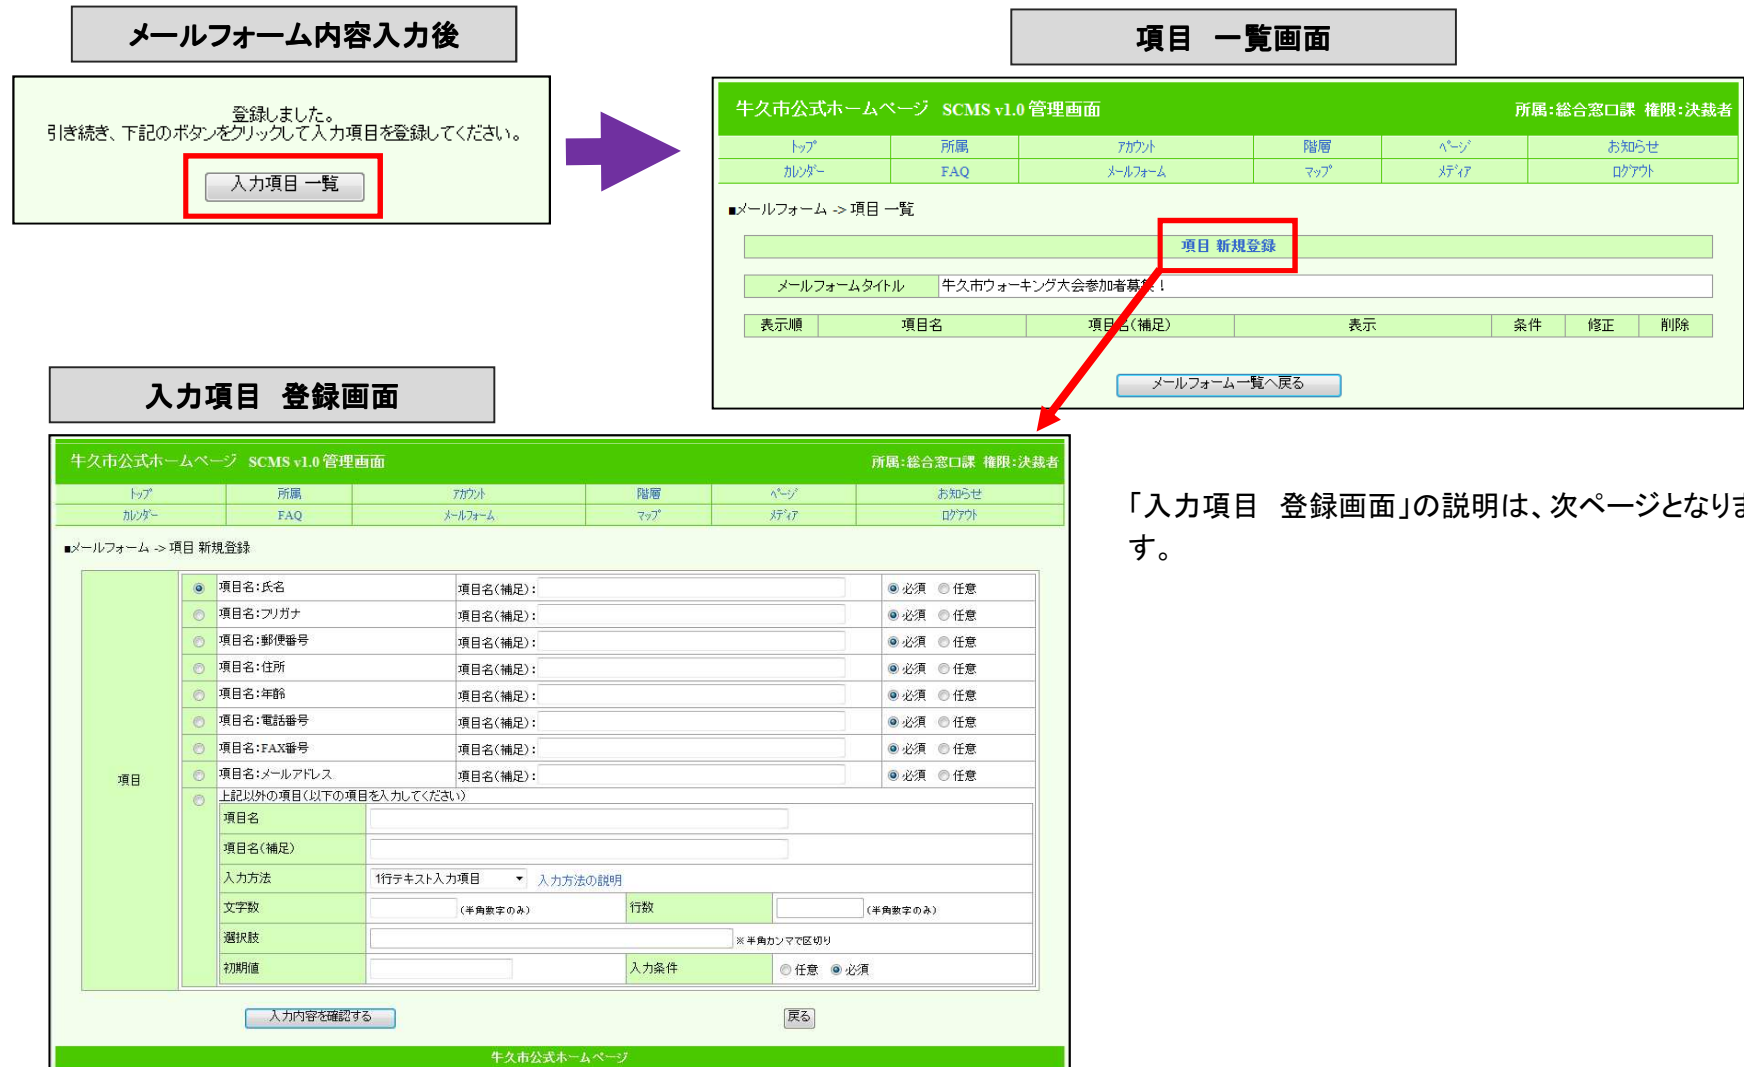 メールフォーム内容入力後
登録しました。
引き続き、下記のボタンをクリックして入力項目を登録してください。
入力項目 一覧
項目　一覧画面
牛久市公式ホームページ SCMS v1.0 管理画面 所属：総合窓口課 権限：決裁者
ﾄｯﾌﾟ 所属 ｱｶｳﾝﾄ 階層 ﾍﾟｰｼﾞ お知らせ
ｶﾚﾝﾀﾞｰ FAQ ﾒｰﾙﾌｫｰﾑ ﾏｯﾌﾟ ﾒﾃﾞｨｱ ﾛｸﾞｱｳﾄ
■メールフォーム -> 項目 一覧
項目 新規登録
メールフォームタイトル 牛久市ウォーキング大会参加者募集！
表示順 項目名 項目名(補足) 表示 条件 修正 削除
メールフォーム一覧へ戻る
入力項目　登録画面
牛久市公式ホームページ SCMS v1.0 管理画面 所属：総合窓口課 権限：決裁者
ﾄｯﾌﾟ 所属 ｱｶｳﾝﾄ 階層 ﾍﾟｰｼﾞ お知らせ
ｶﾚﾝﾀﾞｰ FAQ ﾒｰﾙﾌｫｰﾑ ﾏｯﾌﾟ ﾒﾃﾞｨｱ ﾛｸﾞｱｳﾄ
■メールフォーム -> 項目 新規登録
項目
項目名：氏名 項目名(補足)： 必須 任意
項目名：フリガナ 項目名(補足)： 必須 任意
項目名：郵便番号 項目名(補足)： 必須 任意
項目名：住所 項目名(補足)： 必須 任意
項目名：年齢 項目名(補足)： 必須 任意
項目名：電話番号 項目名(補足)： 必須 任意
項目名：FAX番号 項目名(補足)： 必須 任意
項目名：メールアドレス 項目名(補足)： 必須 任意
上記以外の項目(以下の項目を入力してください)
項目名
項目名(補足)
入力方法 1行テキスト入力項目 入力方法の説明
文字数 (半角数字のみ) 行数 (半角数字のみ)
選択肢 ※半角カンマで区切り
初期値 入力条件 任意 必須
入力内容を確認する 戻る
牛久市公式ホームページ
「入力項目　登録画面」の説明は、次ページとなりま
す。